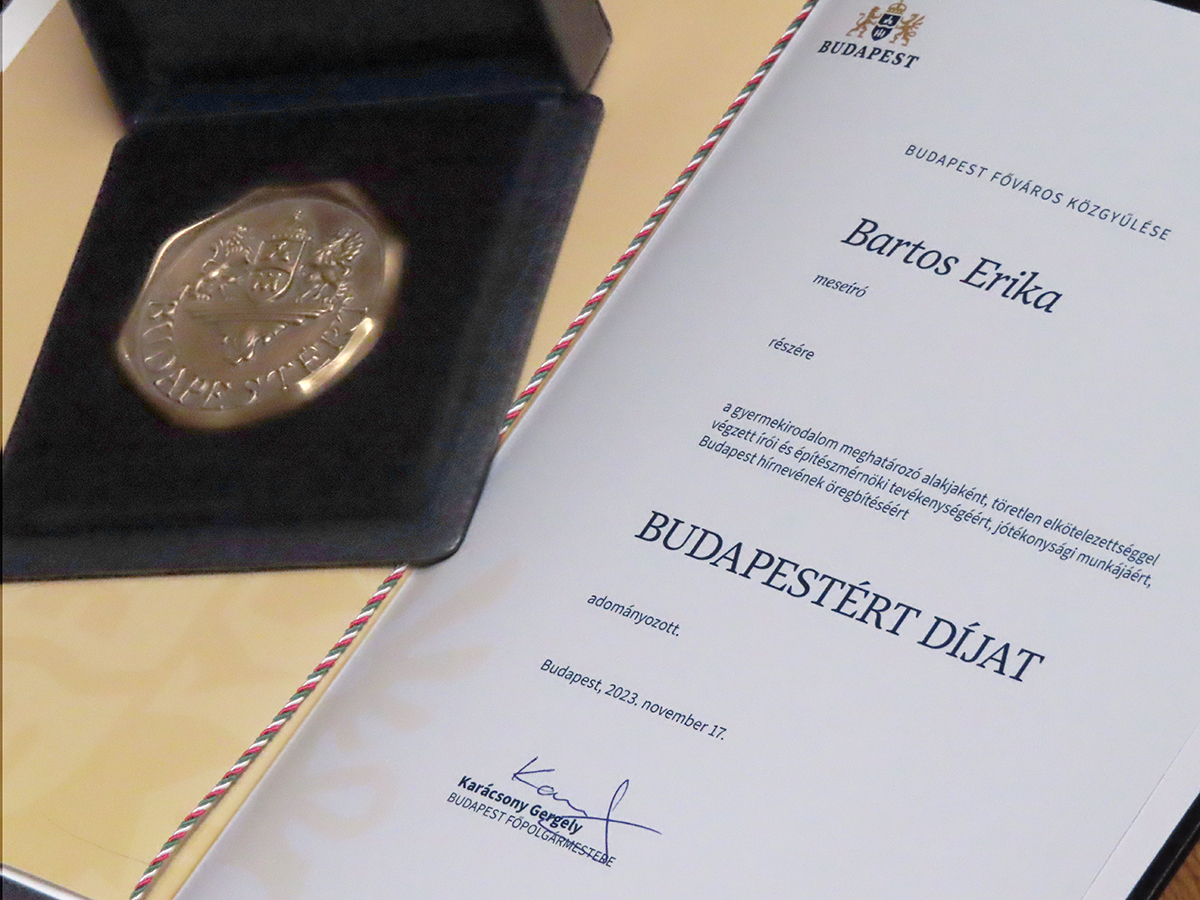 BUDAPESTÉRT
BUDAPEST
BUDAPEST FŐVÁROS KÖZGYŰLÉSE
Bartos Erika
meseíró
részére
a gyermekirodalom meghatározó alakjaként, töretlen elkötelezettséggel
végzett írói és építészmérnöki tevékenységéért, jótékonysági munkájáért,
Budapest hírnevének öregbítéséért
BUDAPESTÉRT DÍJAT
adományozott.
Budapest, 2023. november 17.
Karácsony Gergely
BUDAPEST FŐPOLGÁRMESTERE